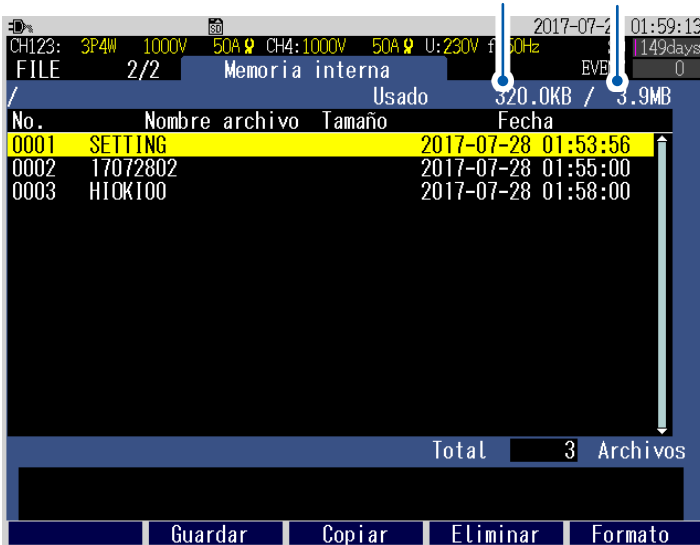 SD 2017-07-2 01:59:13
CH123: 3P4W 1000V 50A CH4:1000V 50A U:230V f 50Hz 149days
FILE 2/2 Memoria interna EVE 0
/ Usado 320.0KB / 3.9MB
No. Nombre archivo Tamaño Fecha
0001 SETTING 2017-07-28 01:53:56
0002 17072802 2017-07-28 01:55:00
0003 HIOKI00 2017-07-28 01:58:00
Total 3 Archivos
Guardar Copiar Eliminar Formato